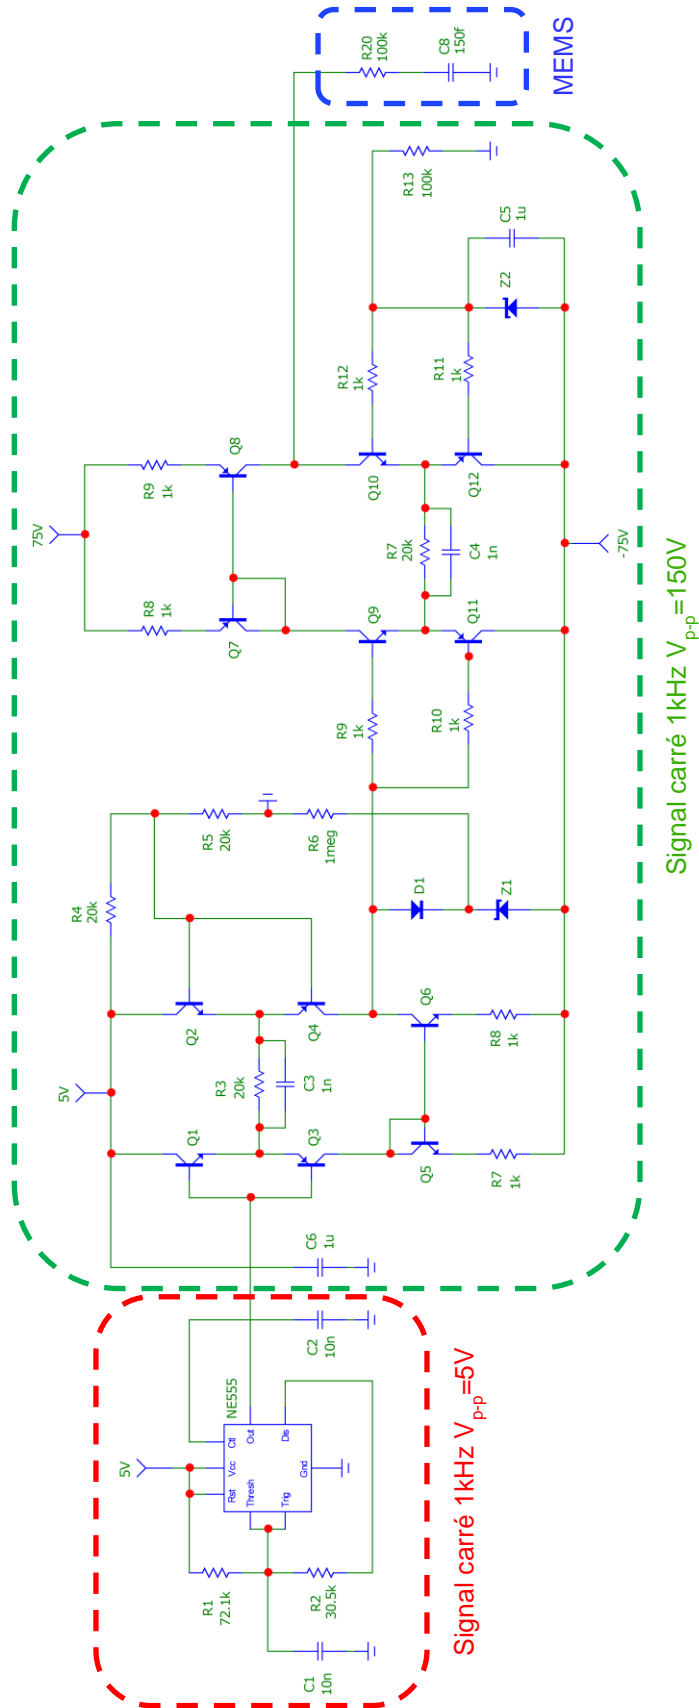 MEMS
R20
100k
C8
150f
R13
100k
C5
1u
Z2
R12
1k
R11
1k
75V
R9
1k
Q8
Q10
Q12
R8
1k
Q7
R7
20k
C4
1n
Q9
Q11
-75V
R9
1k
R10
1k
R5
20k
R6
1meg
R4
20k
D1
Z1
Q2
Q4
Q6
R8
1k
5V
R3
20k
C3
1n
Q1
Q3
Q5
R7
1k
C6
1u
Signal carré 1kHz Vp-p=150V
C2
10n
NE555
5V
Ctl
Vcc
Rst
Out
Dis
Gnd
Thresh
Trig
R1
72.1k
R2
30.5k
C1
10n
Signal carré 1kHz Vp-p=5V